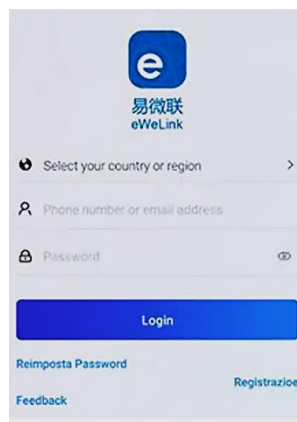 e
易微联
eWeLink
Select your country or region
Phone number or email address
Password
Login
Reimposta Password
Registrazione
Feedback